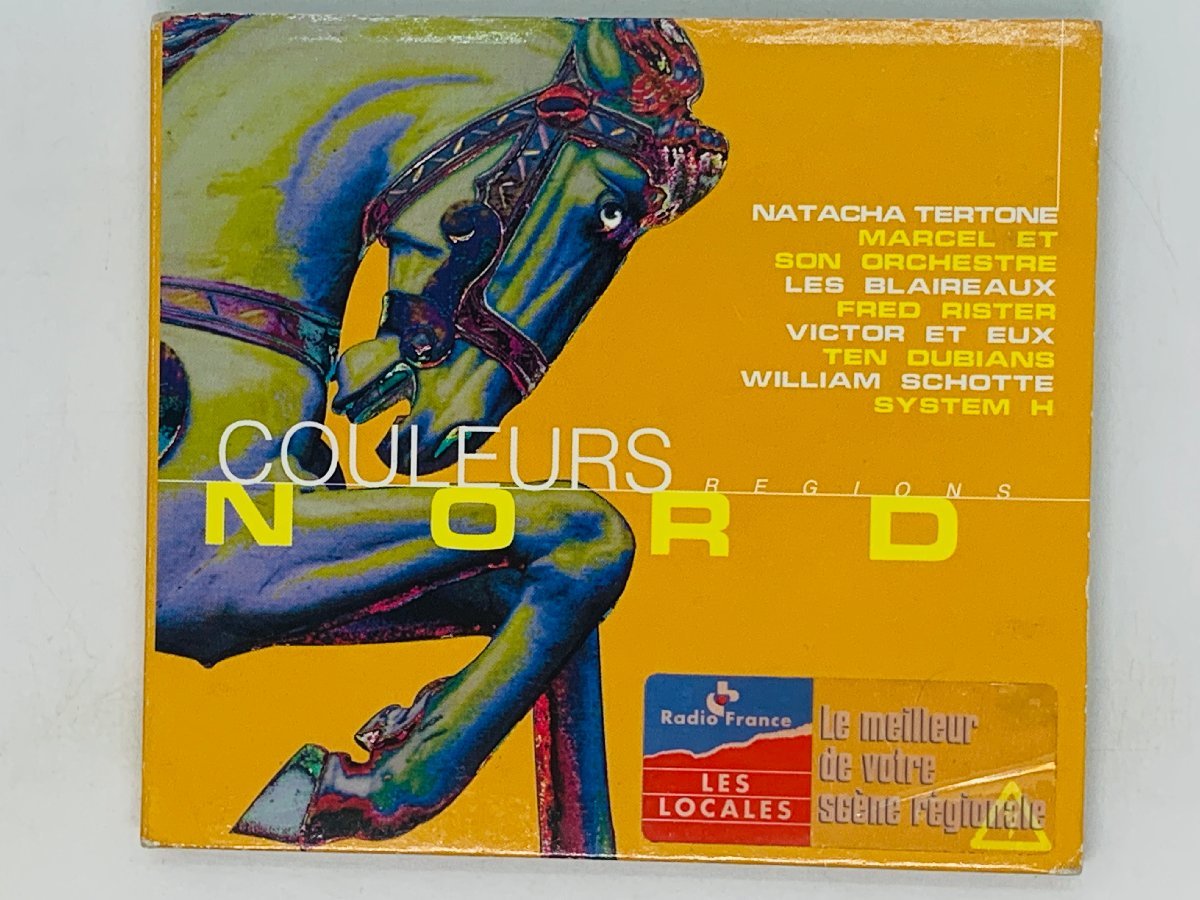 NATACHA TERTONE
MARCEL ET
SON ORCHESTRE
LES BLAIREAUX
FRED RISTER
VICTOR ET EUX
TEN DUBIANS
WILLIAM SCHOTTE
SYSTEM H
COULEURS
REGIONS
NORD
Radio France
LES
LOCALES
Le meilleur
de votre
scène régionale